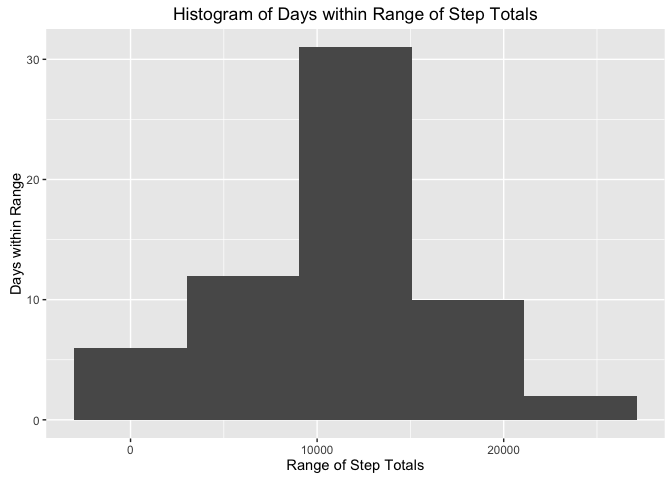 Histogram of Days within Range of Step Totals
30
20
10
0
Days within Range
0 10000 20000
Range of Step Totals